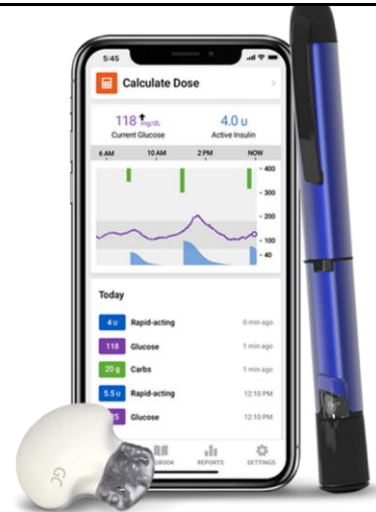 5:45
Calculate Dose
118 mg/dL 4.0 u
Current Glucose Active Insulin
6 AM 10 AM 2 PM NOW
400
300
200
100
40
Today
4 u Rapid-acting 0 min ago
118 Glucose 1 min ago
20 g Carbs 1 min ago
5.5 u Rapid-acting 12:10 PM
Glucose 12:10 PM
REPORTS SETTINGS
GC